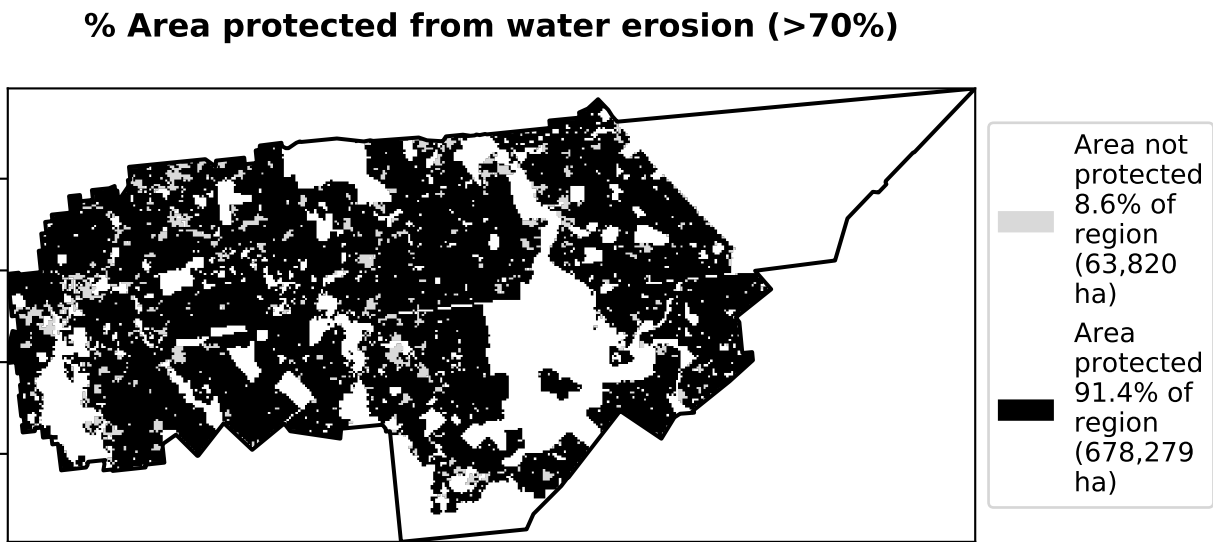 % Area protected from water erosion (>70%)
Area not
protected
8.6% of
region
(63,820
ha)
Area
protected
91.4% of
region
(678,279
ha)